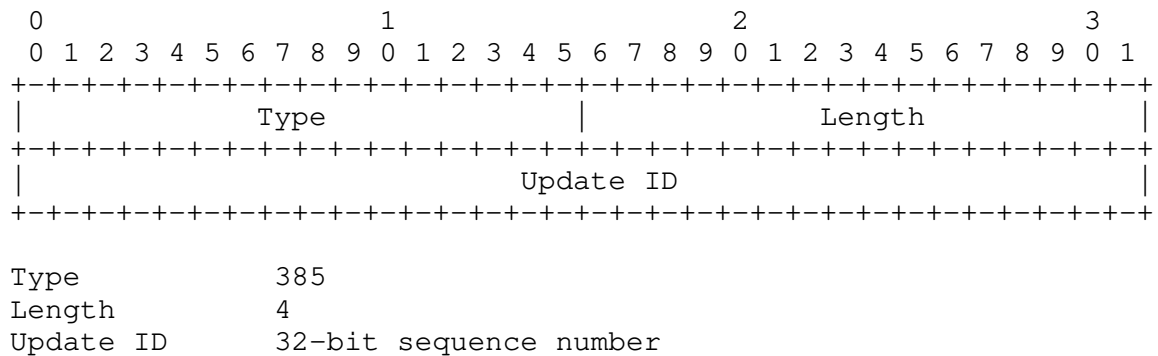 0                   1                   2                   3
 0 1 2 3 4 5 6 7 8 9 0 1 2 3 4 5 6 7 8 9 0 1 2 3 4 5 6 7 8 9 0 1
+-+-+-+-+-+-+-+-+-+-+-+-+-+-+-+-+-+-+-+-+-+-+-+-+-+-+-+-+-+-+-+-+
|             Type              |             Length            |
+-+-+-+-+-+-+-+-+-+-+-+-+-+-+-+-+-+-+-+-+-+-+-+-+-+-+-+-+-+-+-+-+
|                            Update ID                          |
+-+-+-+-+-+-+-+-+-+-+-+-+-+-+-+-+-+-+-+-+-+-+-+-+-+-+-+-+-+-+-+-+
Type           385
Length         4
Update ID      32-bit sequence number